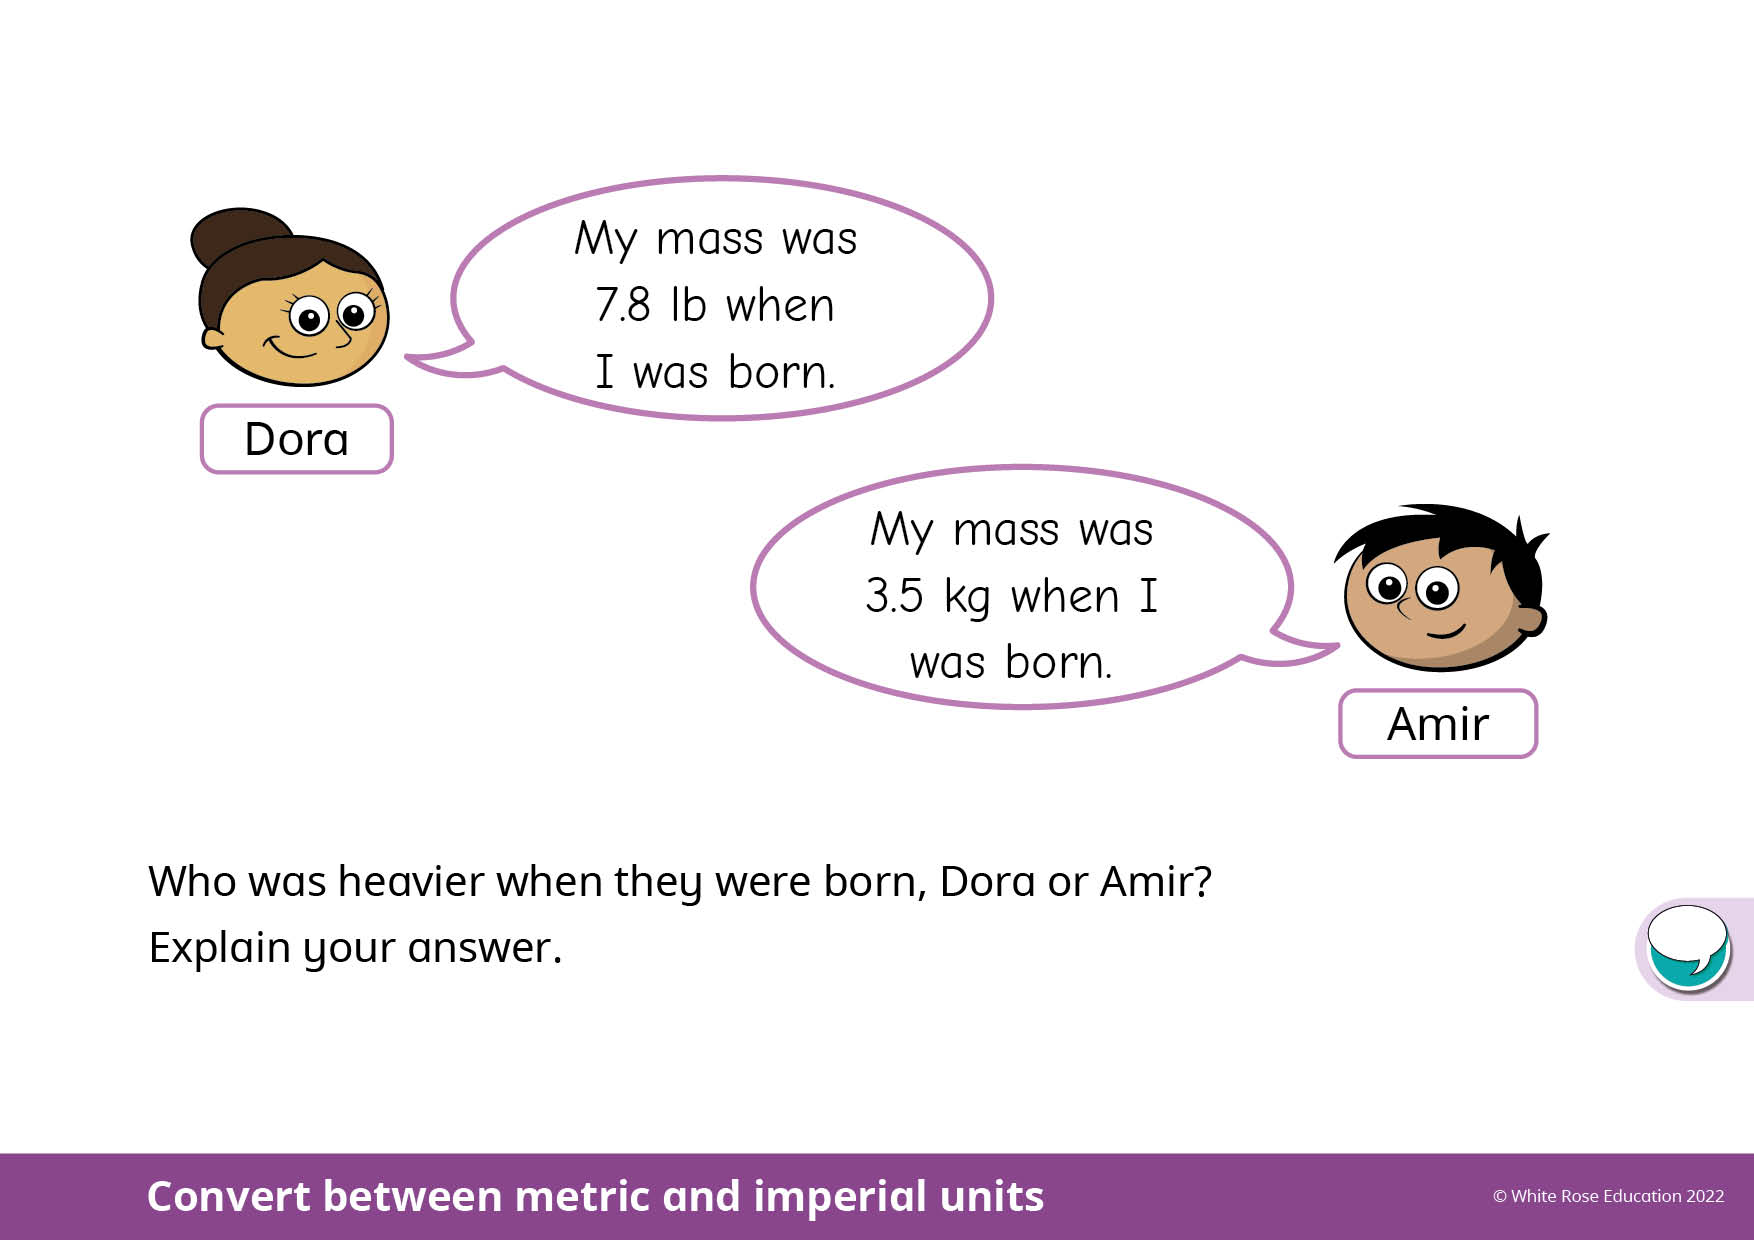 My mass was
7.8 lb when
I was born.
Dora
My mass was
3.5 kg when I
was born.
Amir
Who was heavier when they were born, Dora or Amir?
Explain your answer.
Convert between metric and imperial units
© White Rose Education 2022